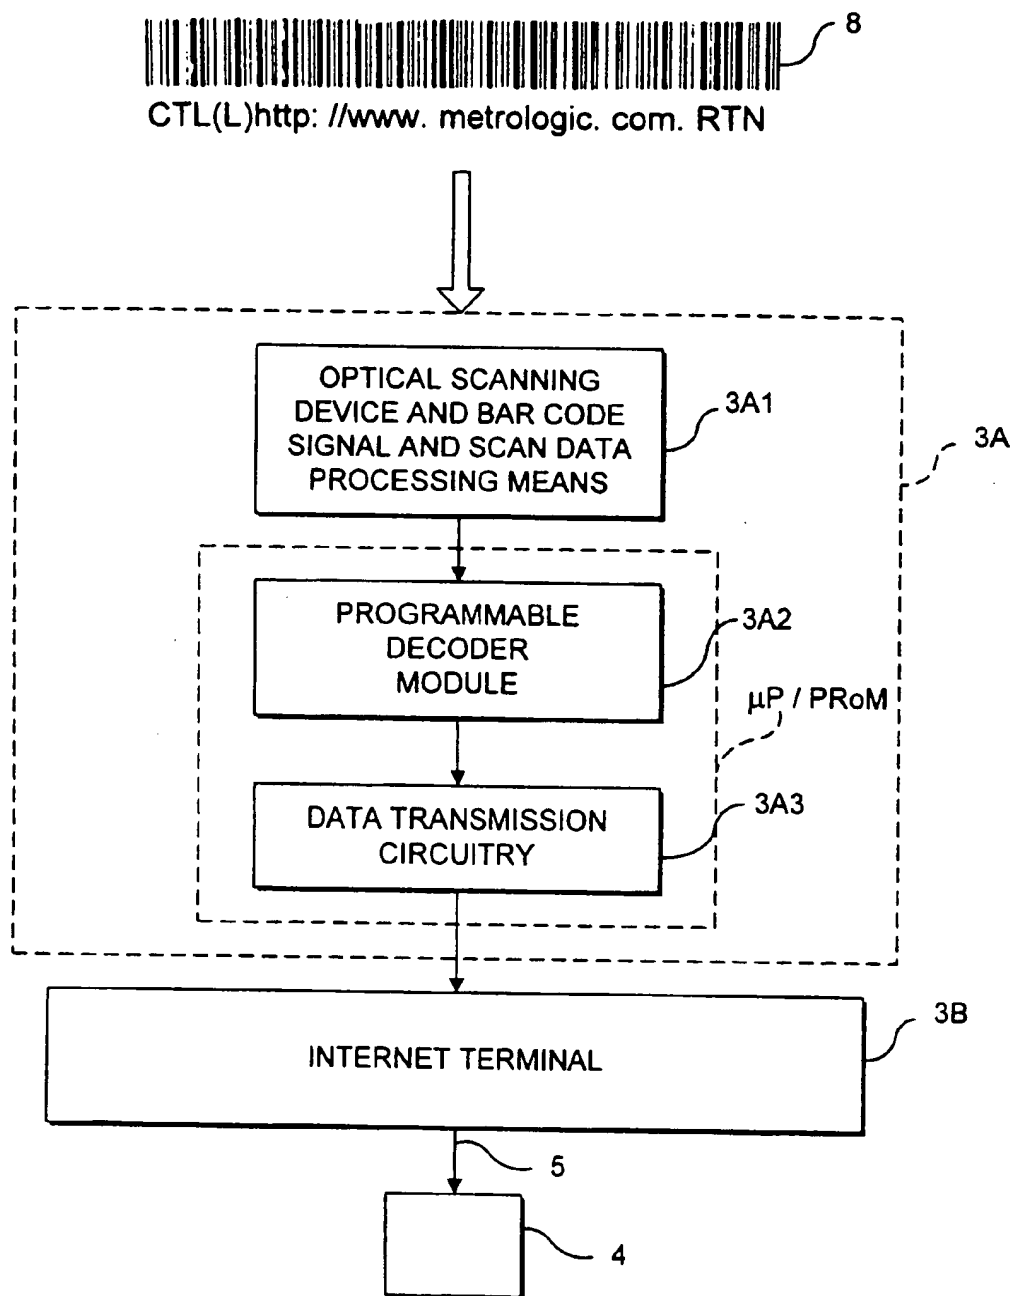 8
CTL(L)http: //www. metrologic. com. RTN
OPTICAL SCANNING
DEVICE AND BAR CODE
SIGNAL AND SCAN DATA
PROCESSING MEANS
3A1
3A
PROGRAMMABLE
DECODER
MODULE
3A2
µP / PRoM
DATA TRANSMISSION
CIRCUITRY
3A3
INTERNET TERMINAL
3B
5
4